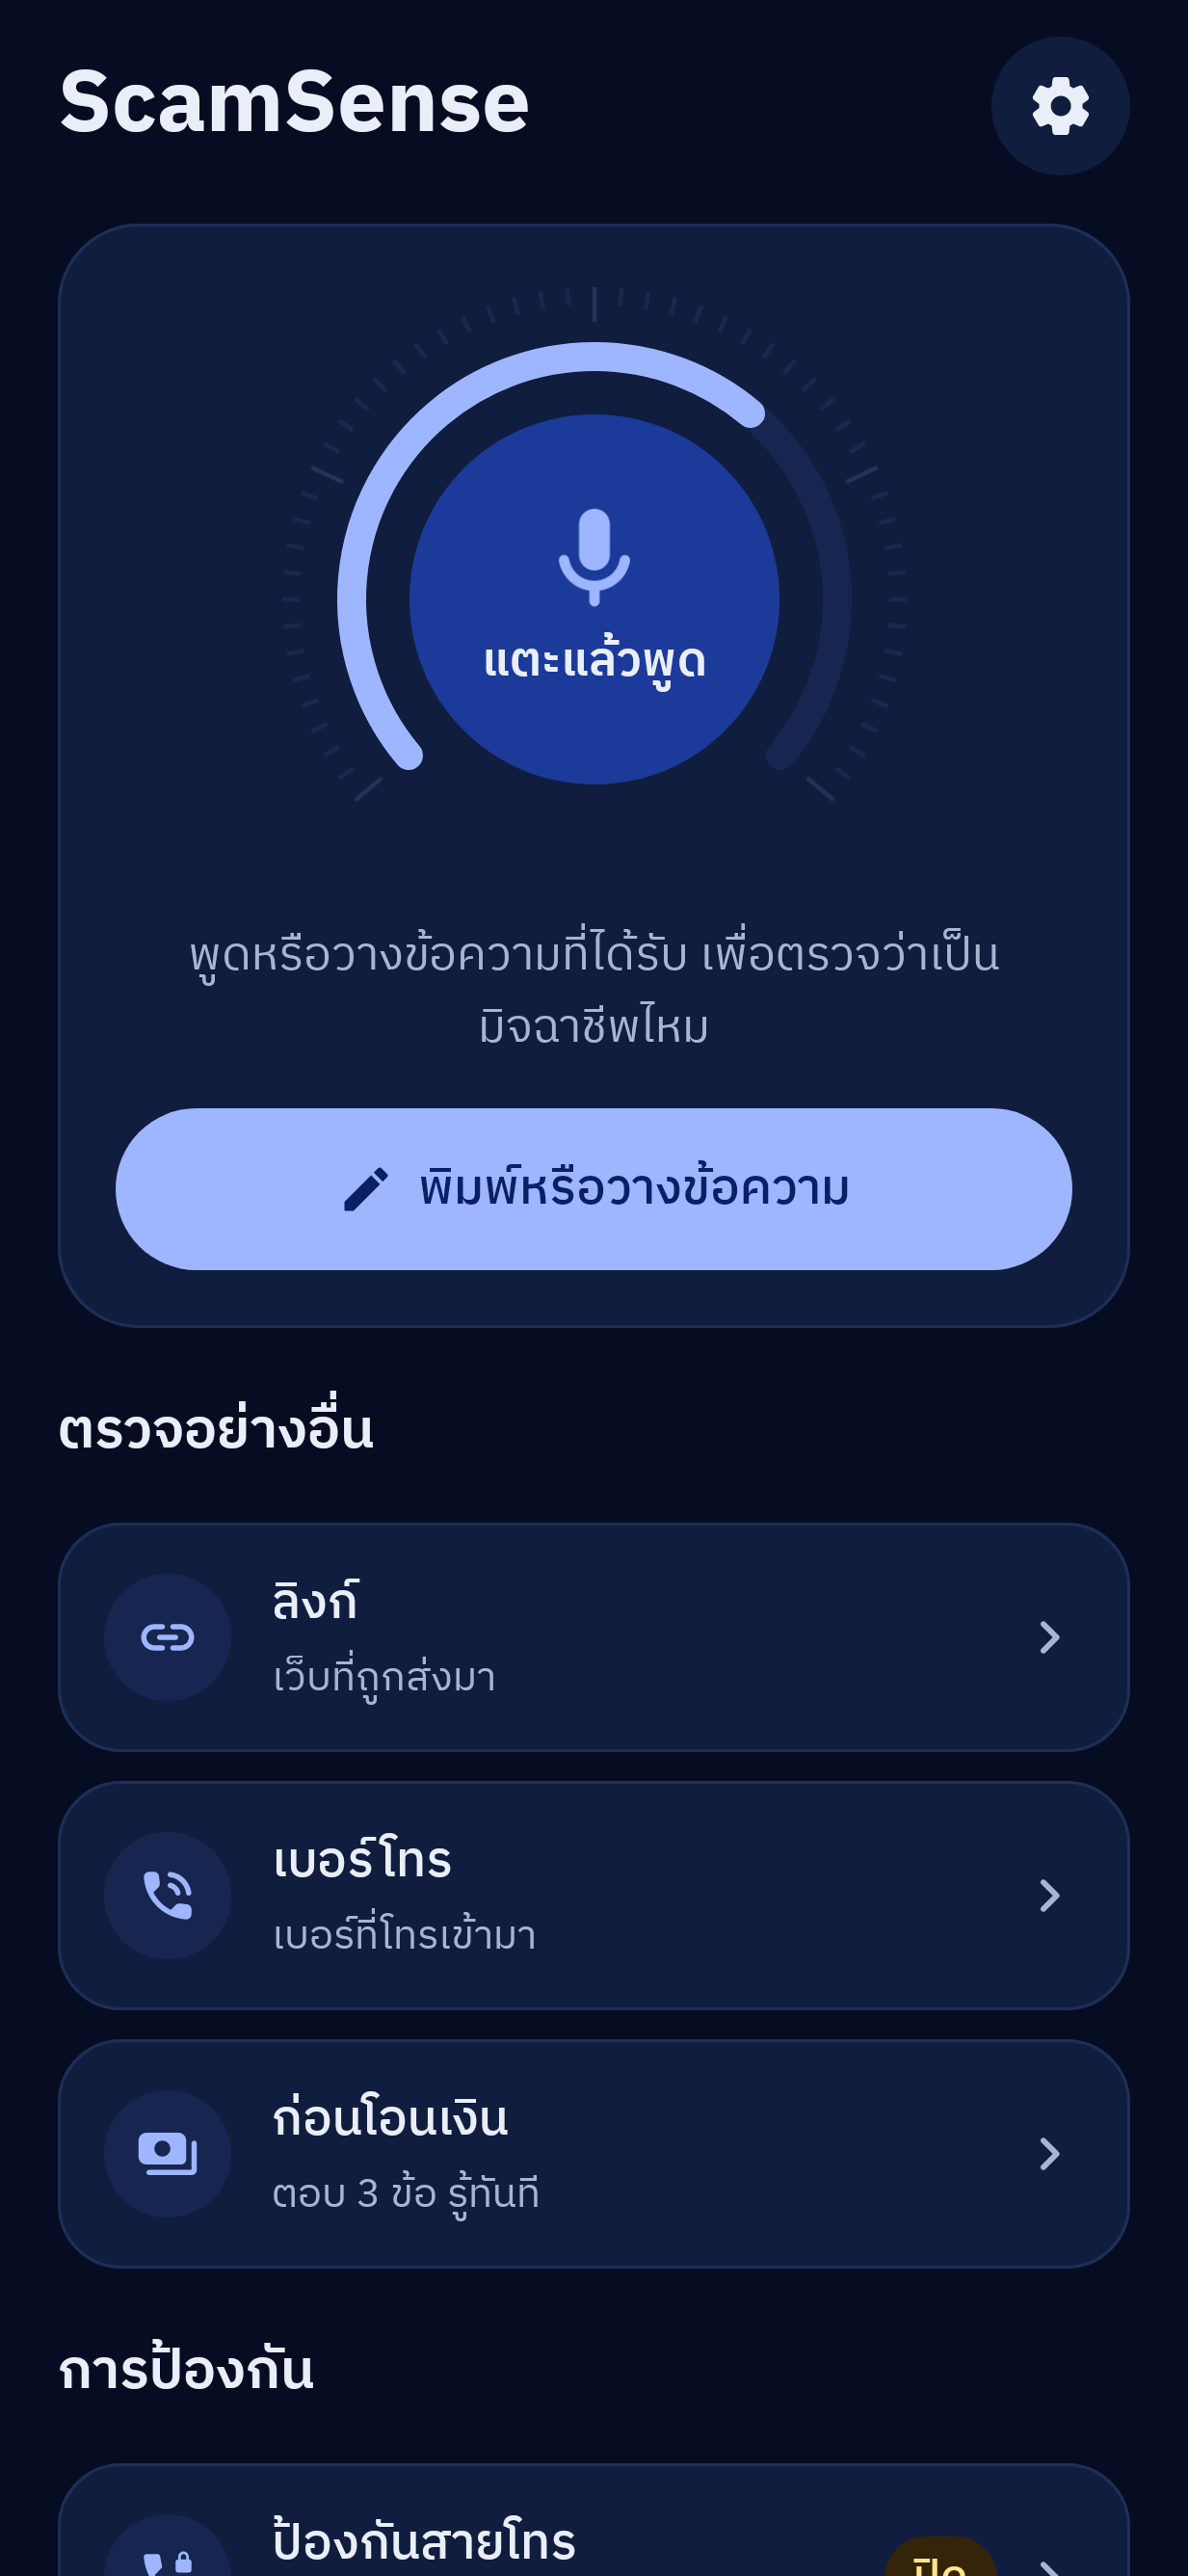 ScamSense
แตะแล้วพูด
พูดหรือวางข้อความที่ได้รับ เพื่อตรวจว่าเป็น
มิจฉาชีพไหม
พิมพ์หรือวางข้อความ
ตรวจอย่างอื่น
ลิงก์
เว็บที่ถูกส่งมา
เบอร์โทร
เบอร์ที่โทรเข้ามา
ก่อนโอนเงิน
ตอบ 3 ข้อ รู้ทันที
การป้องกัน
ป้องกันสายโทร
ปิด